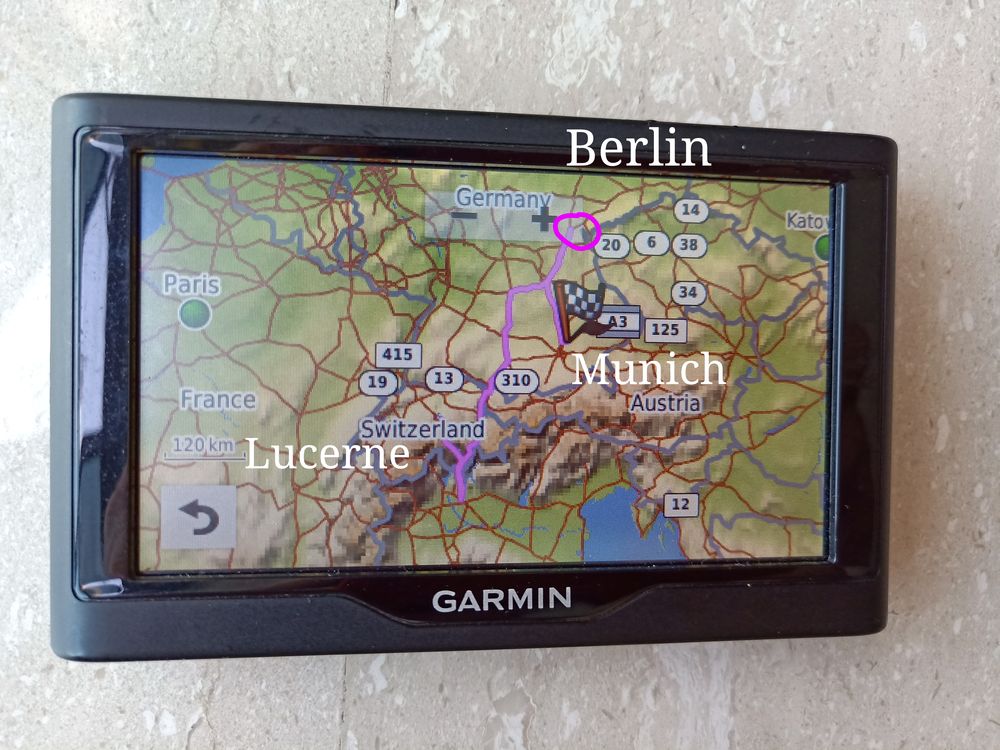 Berlin
Germany
− +
14
Katov
20
6
38
Paris
34
A3
125
415
Munich
19
13
310
France
Austria
Switzerland
120 km
Lucerne
12
GARMIN